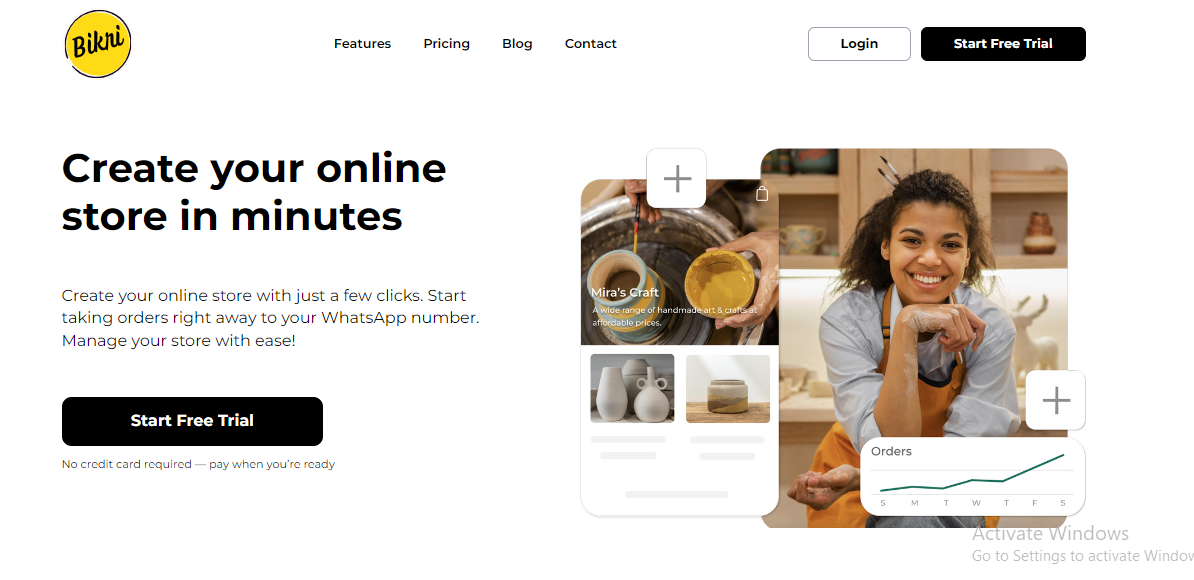 Bikri
Features Pricing Blog Contact
Login Start Free Trial
Create your online
store in minutes
Create your online store with just a few clicks. Start
taking orders right away to your WhatsApp number.
Manage your store with ease!
Start Free Trial
No credit card required — pay when you're ready
Mira's Craft
A wide range of handmade art & crafts at
affordable prices.
Orders
S M T W T F S
Activate Windows
Go to Settings to activate Window